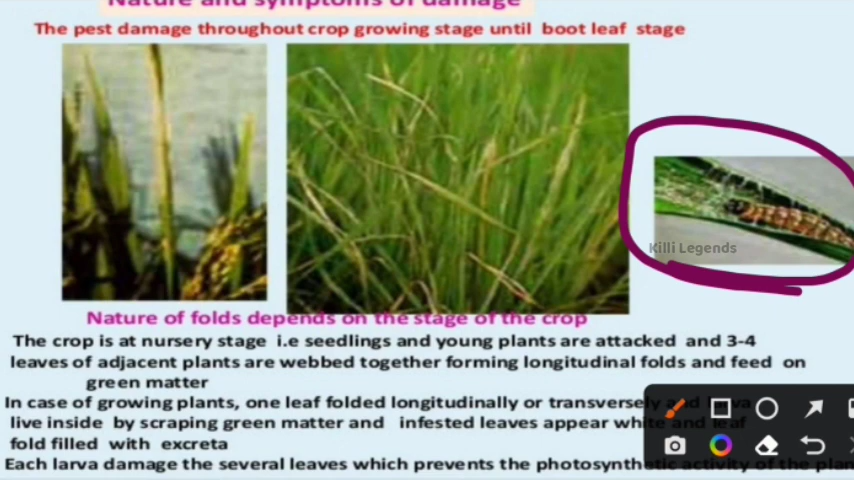 Nature and symptoms of damage
The pest damage throughout crop growing stage until boot leaf stage
Killi Legends
Nature of folds depends on the stage of the crop
The crop is at nursery stage i.e seedlings and young plants are attacked and 3-4
leaves of adjacent plants are webbed together forming longitudinal folds and feed on
green matter
In case of growing plants, one leaf folded longitudinally or transversely and larva
live inside by scraping green matter and infested leaves appear white and leaf
fold filled with excreta
Each larva damage the several leaves which prevents the photosynthetic activity of the plan